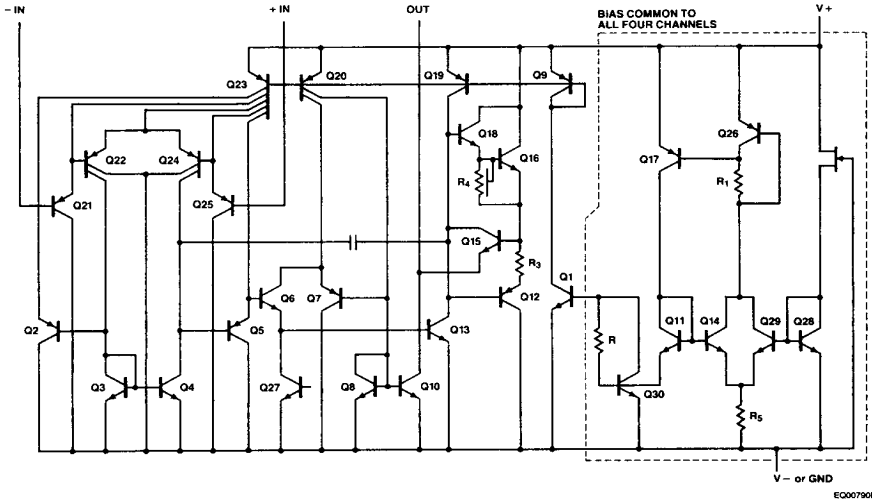 – IN
+ IN
OUT
BIAS COMMON TO
ALL FOUR CHANNELS
V+
Q23
Q20
Q19
Q9
Q18
Q16
Q26
Q17
Q22
Q24
R4
R1
Q21
Q25
Q15
R3
Q1
Q2
Q5
Q6
Q7
Q13
Q12
Q11
Q14
Q29
Q28
R
Q3
Q4
Q27
Q8
Q10
Q30
R5
V– or GND